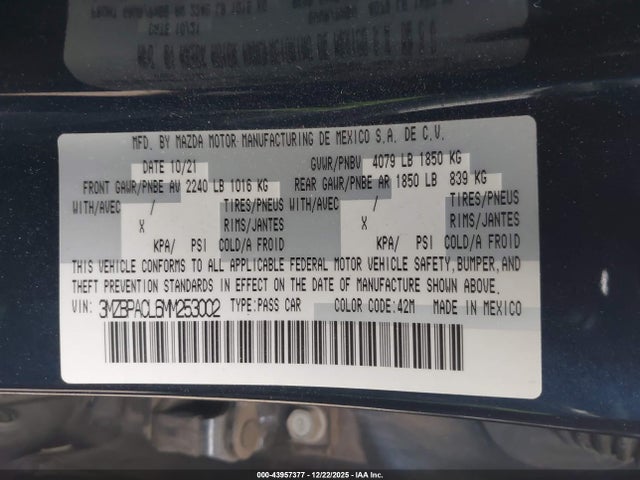 MFD. BY MAZDA MOTOR MANUFACTURING DE MEXICO S.A. DE C.V.
DATE 10/21 GVWR/PNBV 4079 LB 1850 KG
FRONT GAWR/PNBE AV 2240 LB 1016 KG REAR GAWR/PNBE AR 1850 LB 839 KG
WITH/AVEC / TIRES/PNEUS WITH/AVEC / TIRES/PNEUS
X RIMS/JANTES X RIMS/JANTES
KPA/ PSI COLD/A FROID KPA/ PSI COLD/A FROID
THIS VEHICLE CONFORMS TO ALL APPLICABLE FEDERAL MOTOR VEHICLE SAFETY, BUMPER, AND
THEFT PREVENTION STANDARDS IN EFFECT ON THE DATE OF MANUFACTURE SHOWN ABOVE.
VIN: 3MZBPACL6MM253002 TYPE:PASS CAR COLOR CODE:42M MADE IN MEXICO
000-43957377 | 12/22/2025 - IAA Inc.